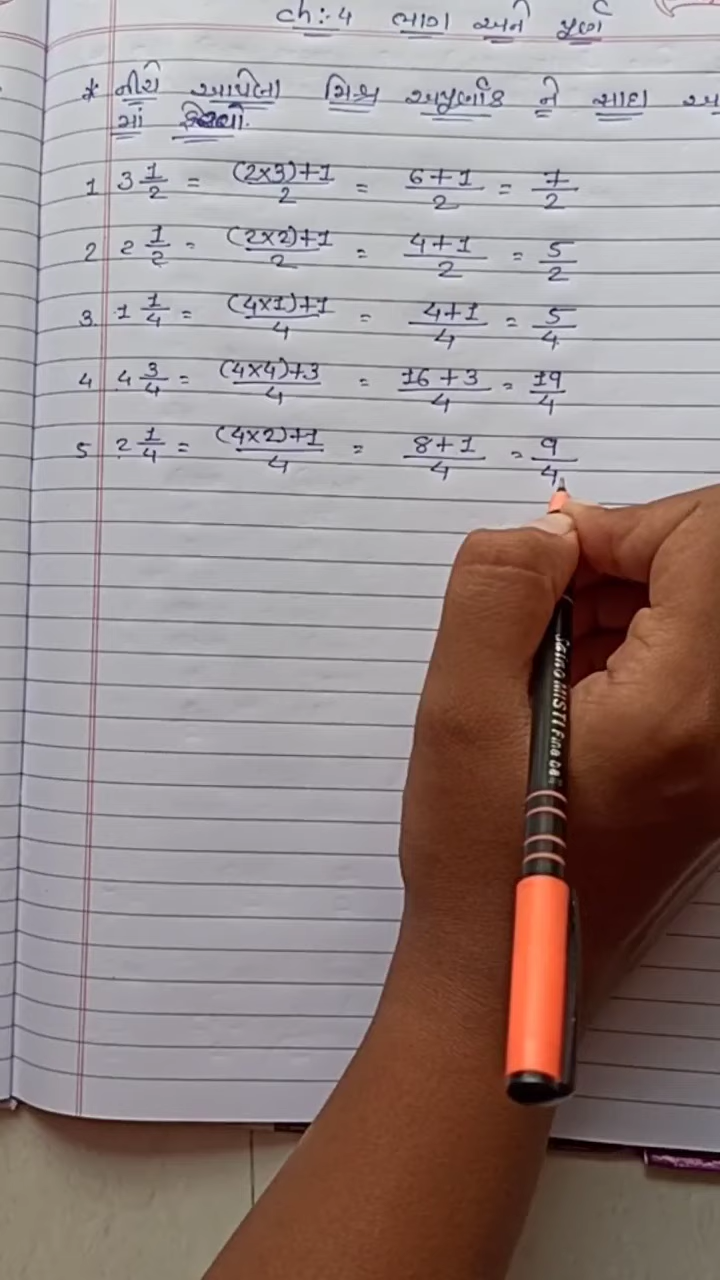 ch:-4 ભાગ અને પૂર્ણ
* નીચે આપેલા મિશ્ર અપૂર્ણાંક ને સાદા અ
માં ફેરવો.
1 3 1/2 = (2×3)+1/2 = 6+1/2 = 7/2
2 2 1/2 = (2×2)+1/2 = 4+1/2 = 5/2
3. 1 1/4 = (4×1)+1/4 = 4+1/4 = 5/4
4 4 3/4 = (4×4)+3/4 = 16+3/4 = 19/4
5 2 1/4 = (4×2)+1/4 = 8+1/4 = 9/4